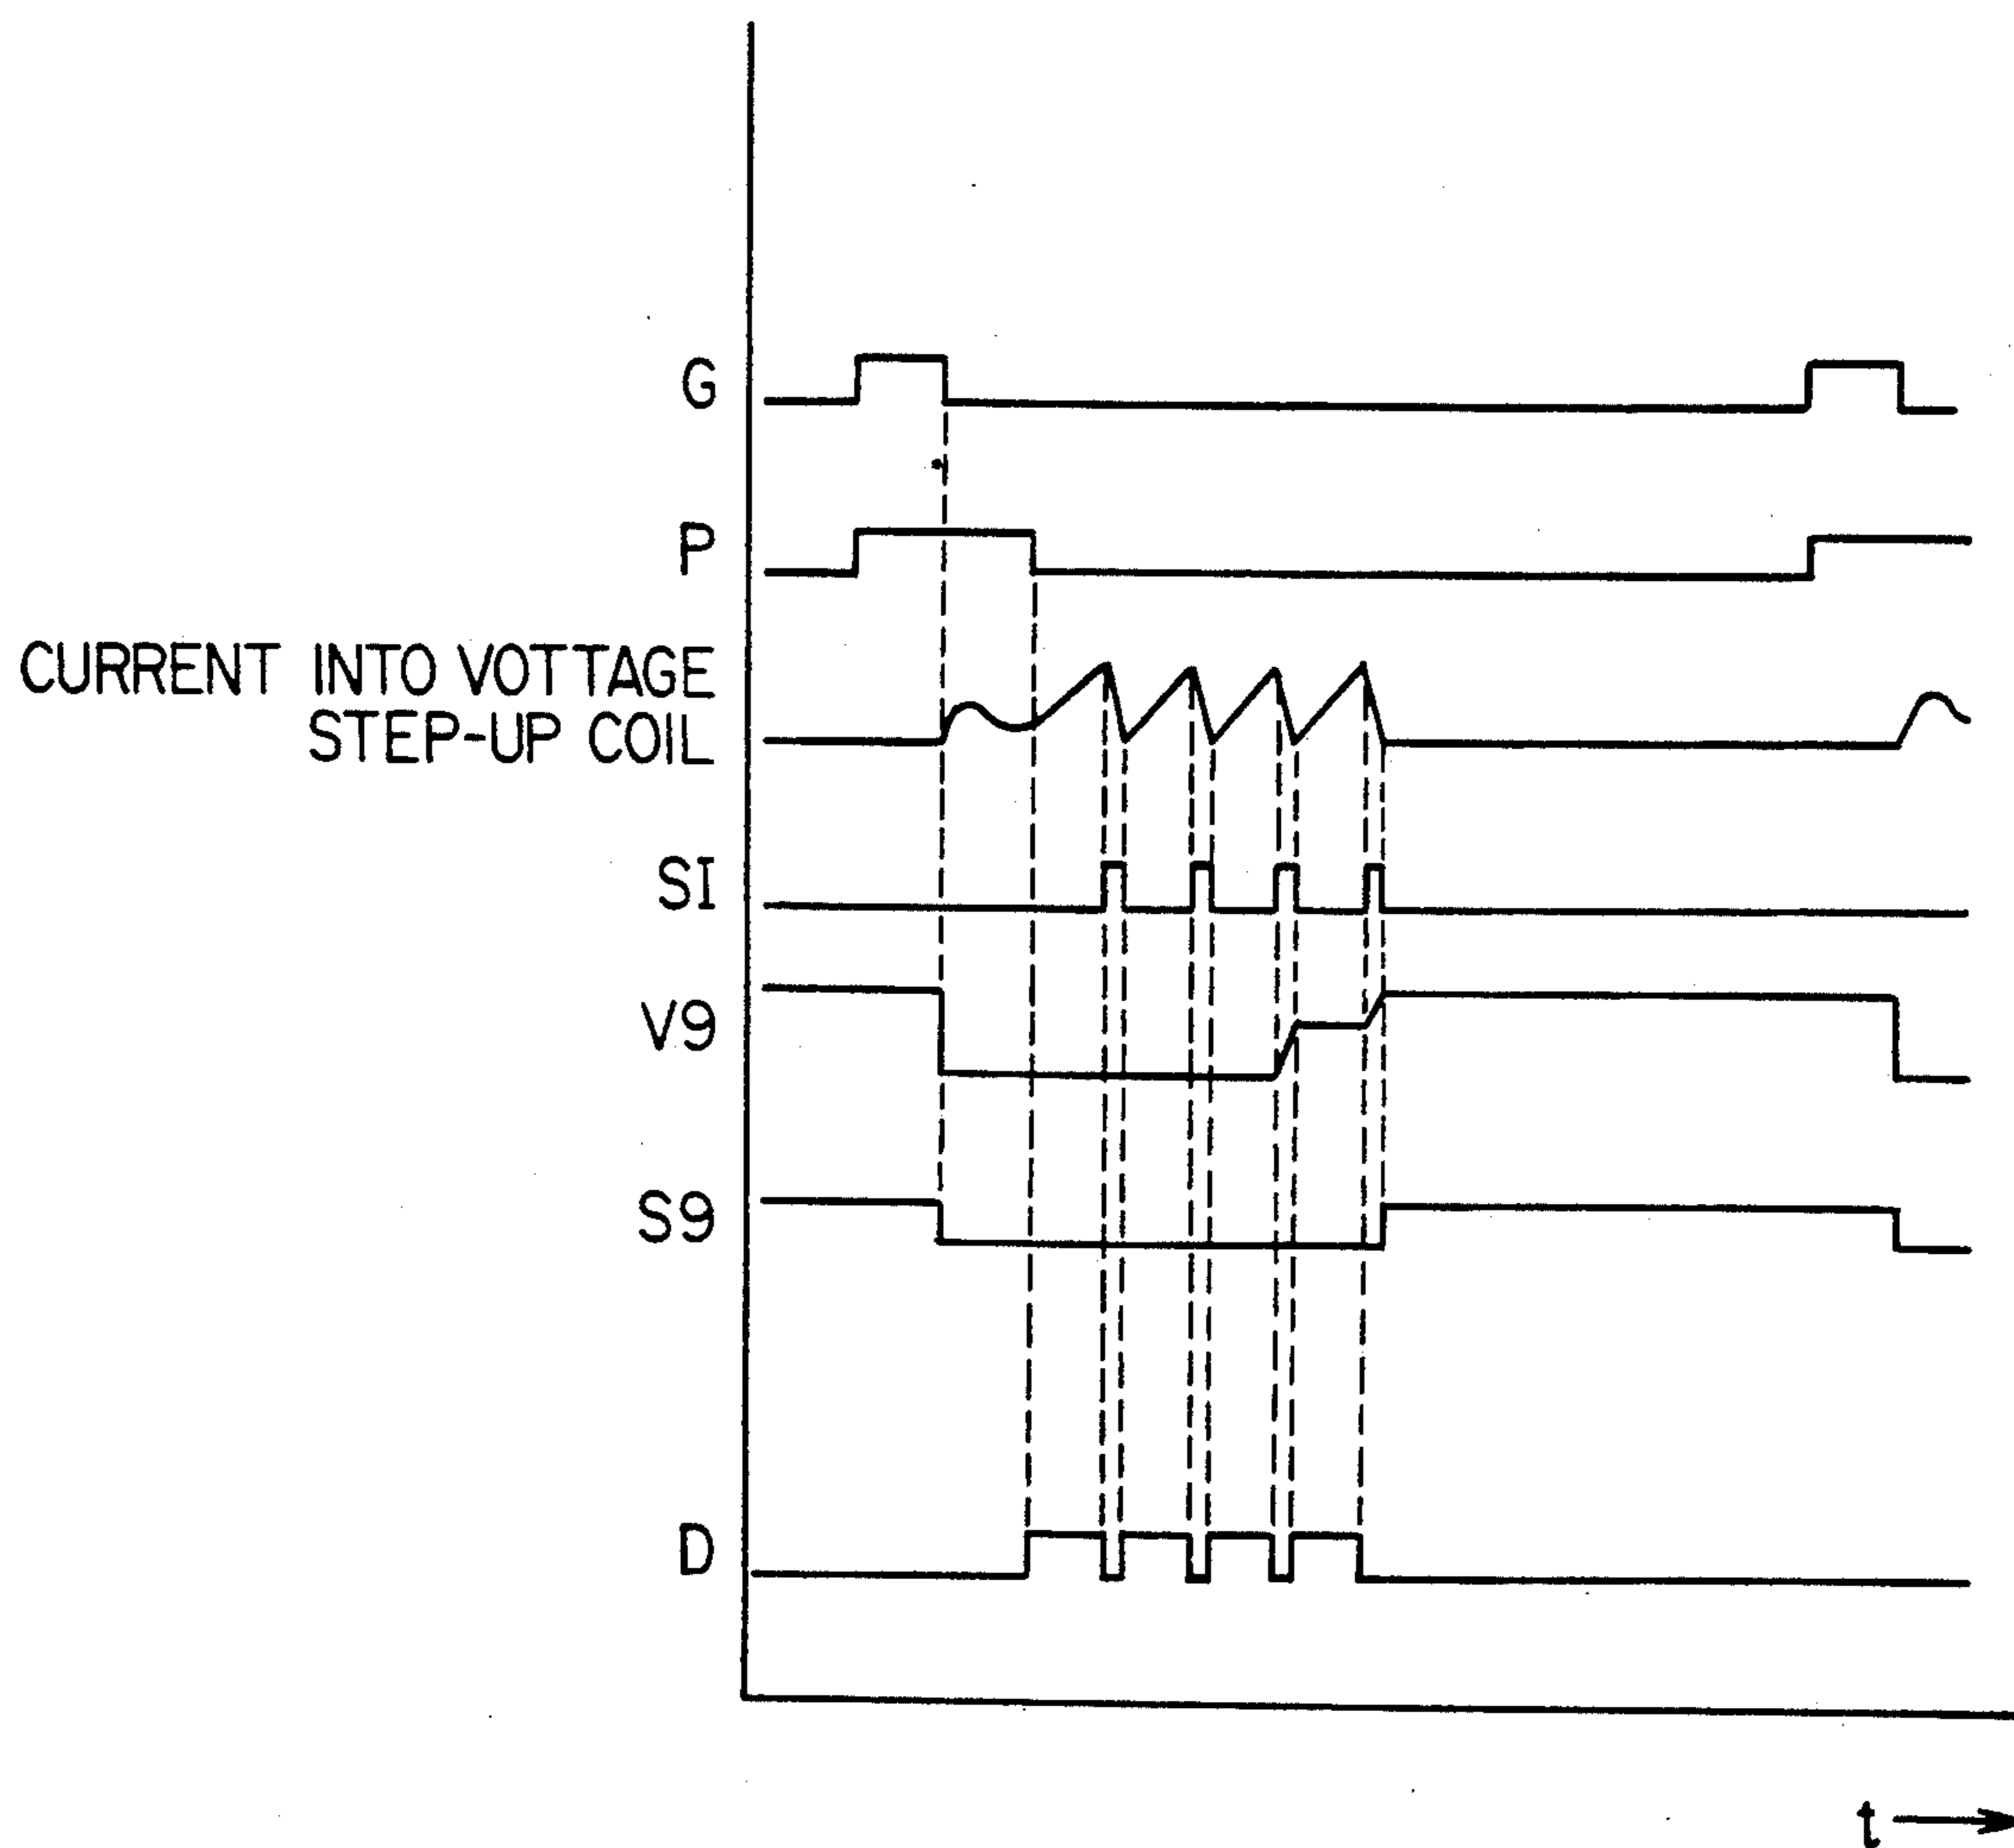 G
P
CURRENT INTO VOTTAGE
STEP-UP COIL
SI
V9
S9
D
t